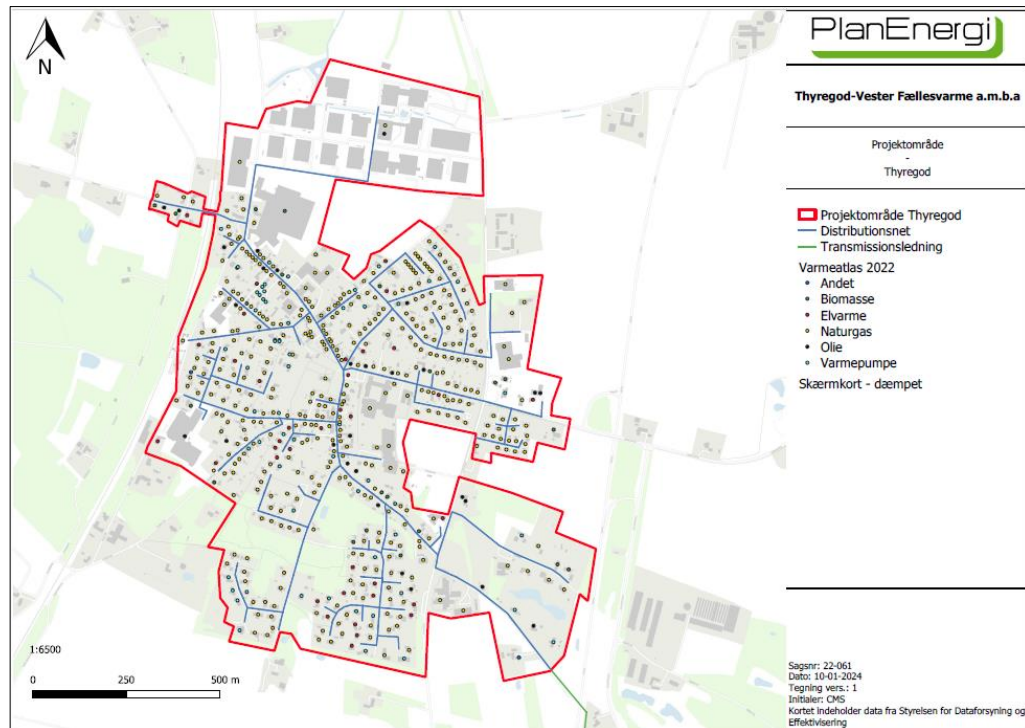 N
1:6500
0 250 500 m
PlanEnergi
Thyregod-Vester Fællesvarme a.m.b.a
Projektområde
-
Thyregod
Projektområde Thyregod
Distributionsnet
Transmissionsledning
Varmeatlas 2022
Andet
Biomasse
Elvarme
Naturgas
Olie
Varmepumpe
Skærmkort - dæmpet
Sagsnr: 22-061
Dato: 10-01-2024
Tegning vers.: 1
Initialer: CMS
Kortet indeholder data fra Styrelsen for Dataforsyning og
Effektivisering